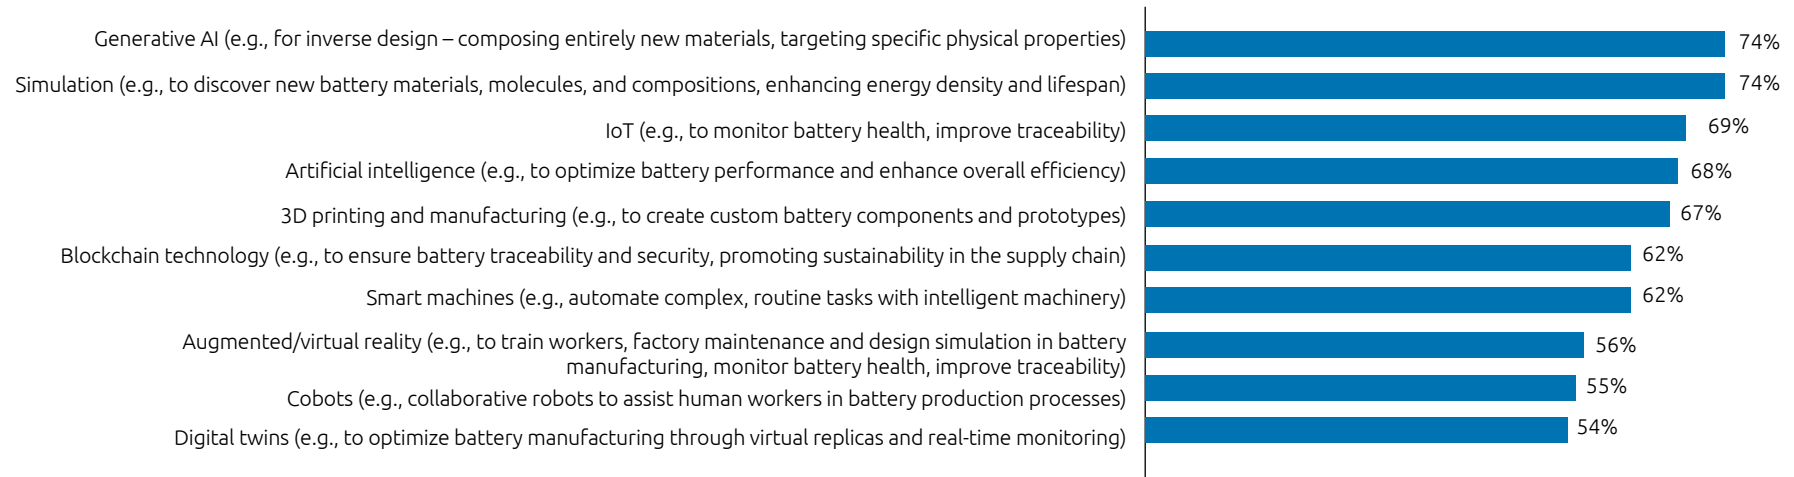 Generative AI (e.g., for inverse design – composing entirely new materials, targeting specific physical properties) 74%
Simulation (e.g., to discover new battery materials, molecules, and compositions, enhancing energy density and lifespan) 74%
IoT (e.g., to monitor battery health, improve traceability) 69%
Artificial intelligence (e.g., to optimize battery performance and enhance overall efficiency) 68%
3D printing and manufacturing (e.g., to create custom battery components and prototypes) 67%
Blockchain technology (e.g., to ensure battery traceability and security, promoting sustainability in the supply chain) 62%
Smart machines (e.g., automate complex, routine tasks with intelligent machinery) 62%
Augmented/virtual reality (e.g., to train workers, factory maintenance and design simulation in battery 56%
manufacturing, monitor battery health, improve traceability)
Cobots (e.g., collaborative robots to assist human workers in battery production processes) 55%
Digital twins (e.g., to optimize battery manufacturing through virtual replicas and real-time monitoring) 54%